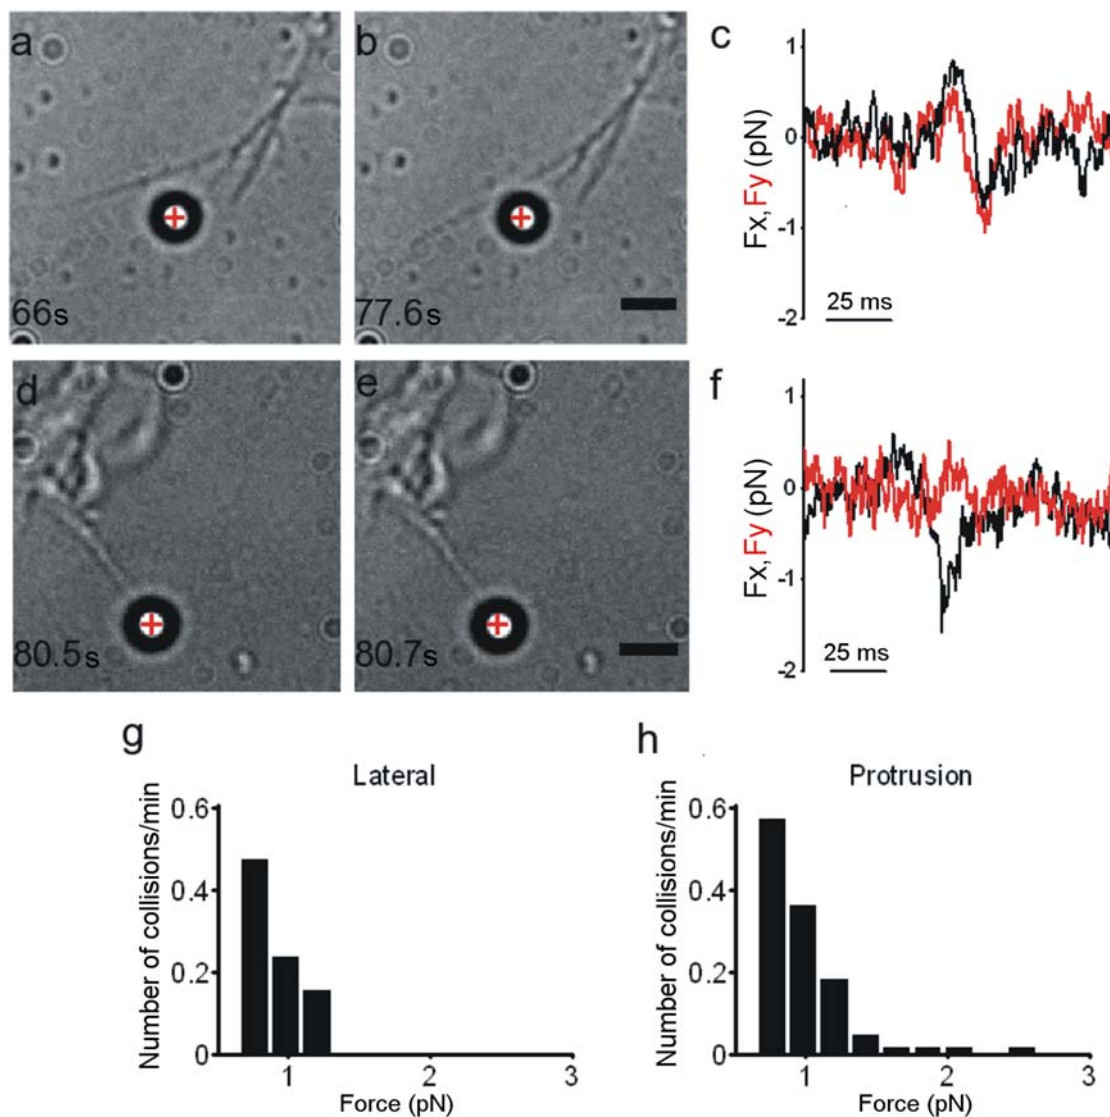 a
b
c
66s
77.6s
Fx, Fy (pN)
1
0
-1
-2
25 ms
d
e
f
80.5s
80.7s
Fx, Fy (pN)
1
0
-1
-2
25 ms
g
h
Lateral
Number of collisions/min
0.6
0.4
0.2
0
1
2
3
Force (pN)
Protrusion
Number of collisions/min
0.6
0.4
0.2
0
1
2
3
Force (pN)